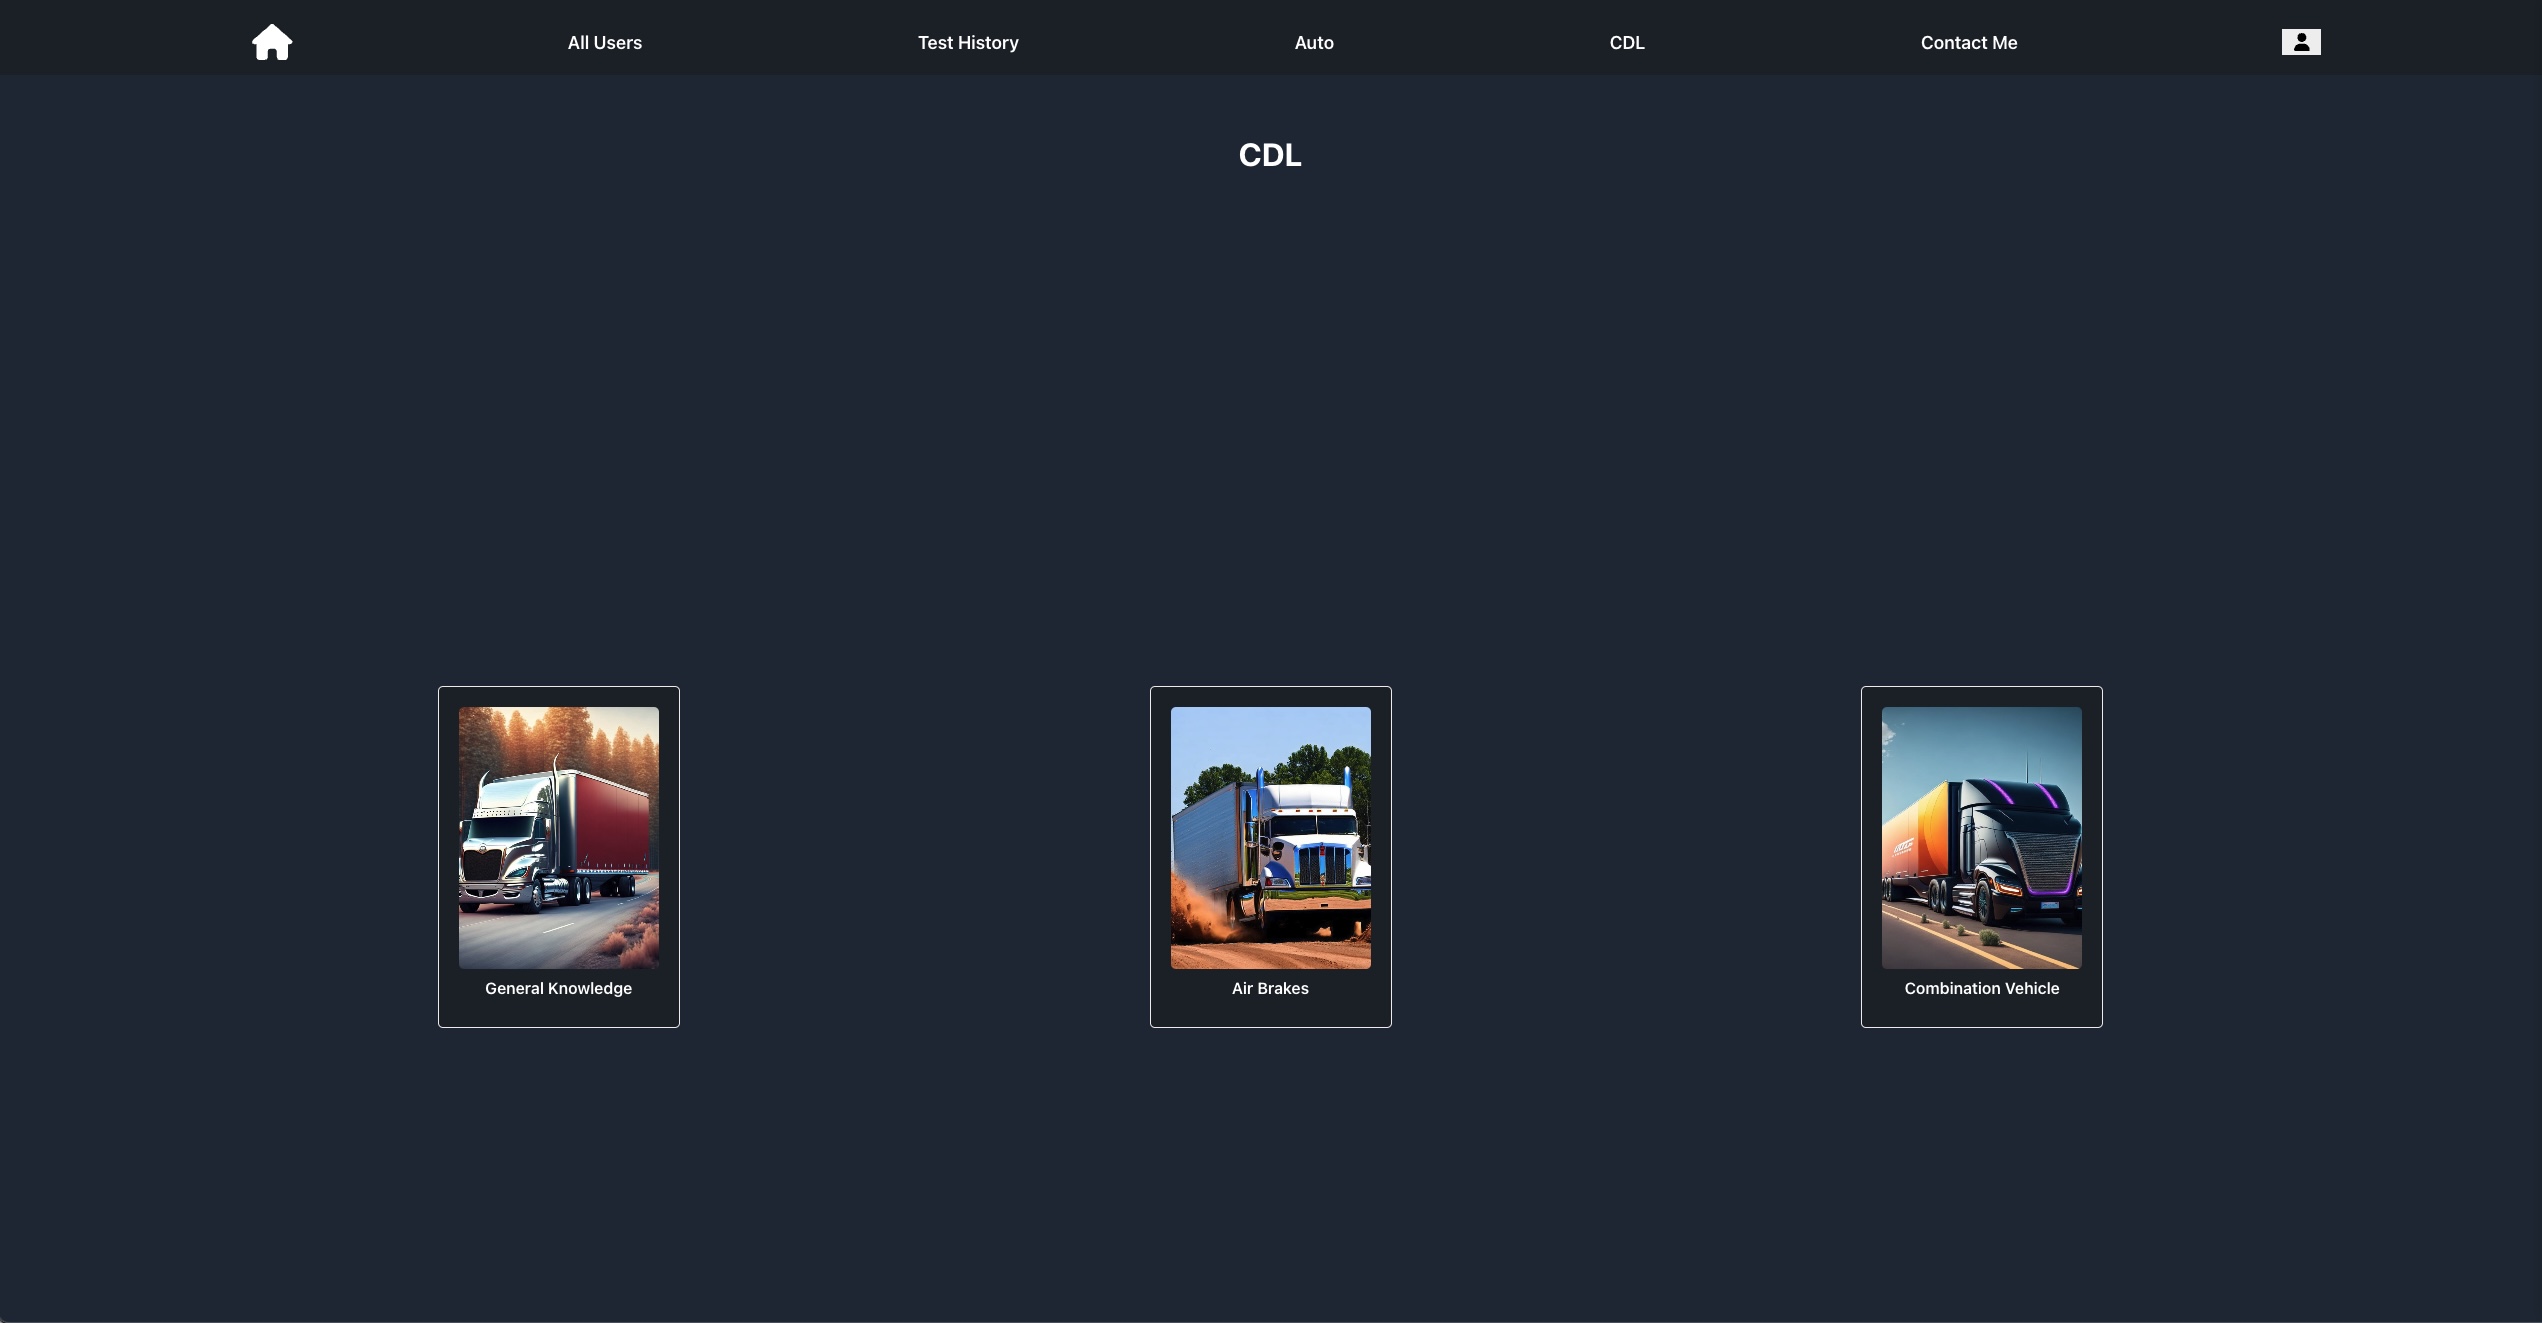 All Users
Test History
Auto
CDL
Contact Me
CDL
General Knowledge
Air Brakes
Combination Vehicle